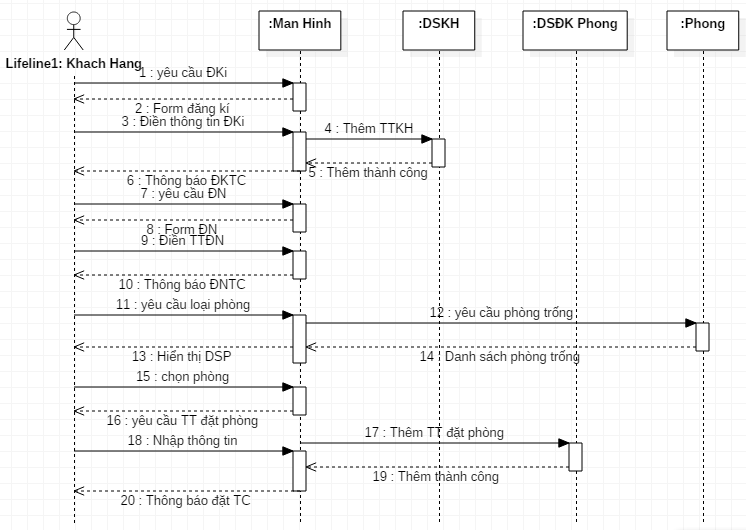 :Man Hinh
:DSKH
:DSĐK Phong
:Phong
Lifeline1: Khach Hang
1 : yêu cầu ĐKi
2 : Form đăng kí
3 : Điền thông tin ĐKi
4 : Thêm TTKH
5 : Thêm thành công
6 : Thông báo ĐKTC
7 : yêu cầu ĐN
8 : Form ĐN
9 : Điền TTĐN
10 : Thông báo ĐNTC
11 : yêu cầu loại phòng
12 : yêu cầu phòng trống
13 : Hiển thị DSP
14 : Danh sách phòng trống
15 : chọn phòng
16 : yêu cầu TT đặt phòng
17 : Thêm TT đặt phòng
18 : Nhập thông tin
19 : Thêm thành công
20 : Thông báo đặt TC